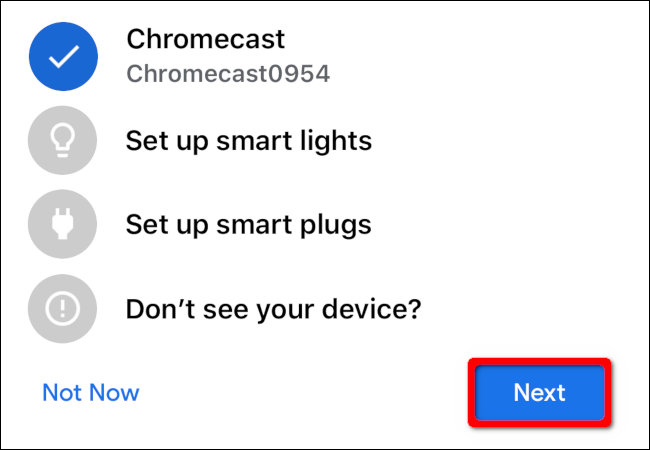 Chromecast
Chromecast0954
Set up smart lights
Set up smart plugs
Don’t see your device?
Not Now
Next